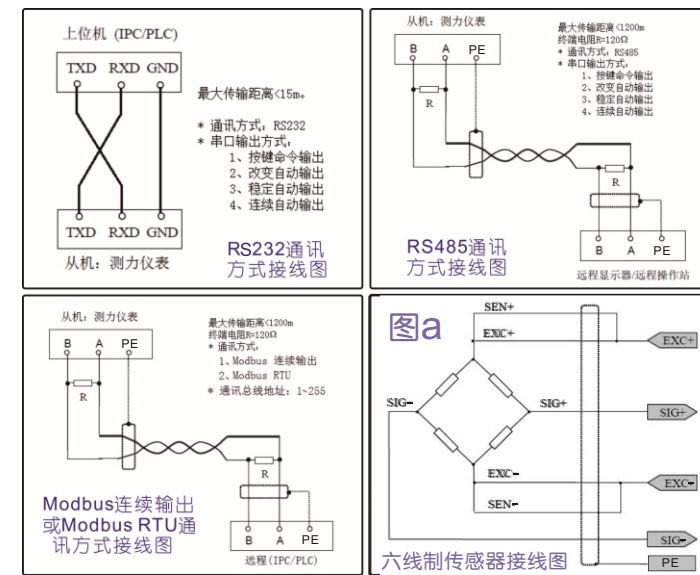 上位机 (IPC/PLC)
TXD RXD GND
最大传输距离<15m。
* 通讯方式: RS232
* 串口输出方式:
1、按键命令输出
2、改变自动输出
3、稳定自动输出
4、连续自动输出
TXD RXD GND
从机: 测力仪表
RS232通讯
方式接线图
从机: 测力仪表
B A PE
R
最大传输距离<1200m
终端电阻R=120Ω
* 通讯方式: RS485
* 串口输出方式:
1、按键命令输出
2、改变自动输出
3、稳定自动输出
4、连续自动输出
R
B A PE
远程显示器/远程操作站
RS485通讯
方式接线图
从机: 测力仪表
B A PE
R
最大传输距离<1200m
终端电阻R=120Ω
* 通讯方式:
1、Modbus 连续输出
2、Modbus RTU
* 通讯总线地址: 1~255
R
B A PE
远程(IPC/PLC)
Modbus连续输出
或Modbus RTU通
讯方式接线图
图a
SEN+
EXC+
EXC+
SIG-
SIG+
SIG+
EXC-
EXC-
SEN-
SIG-
PE
六线制传感器接线图